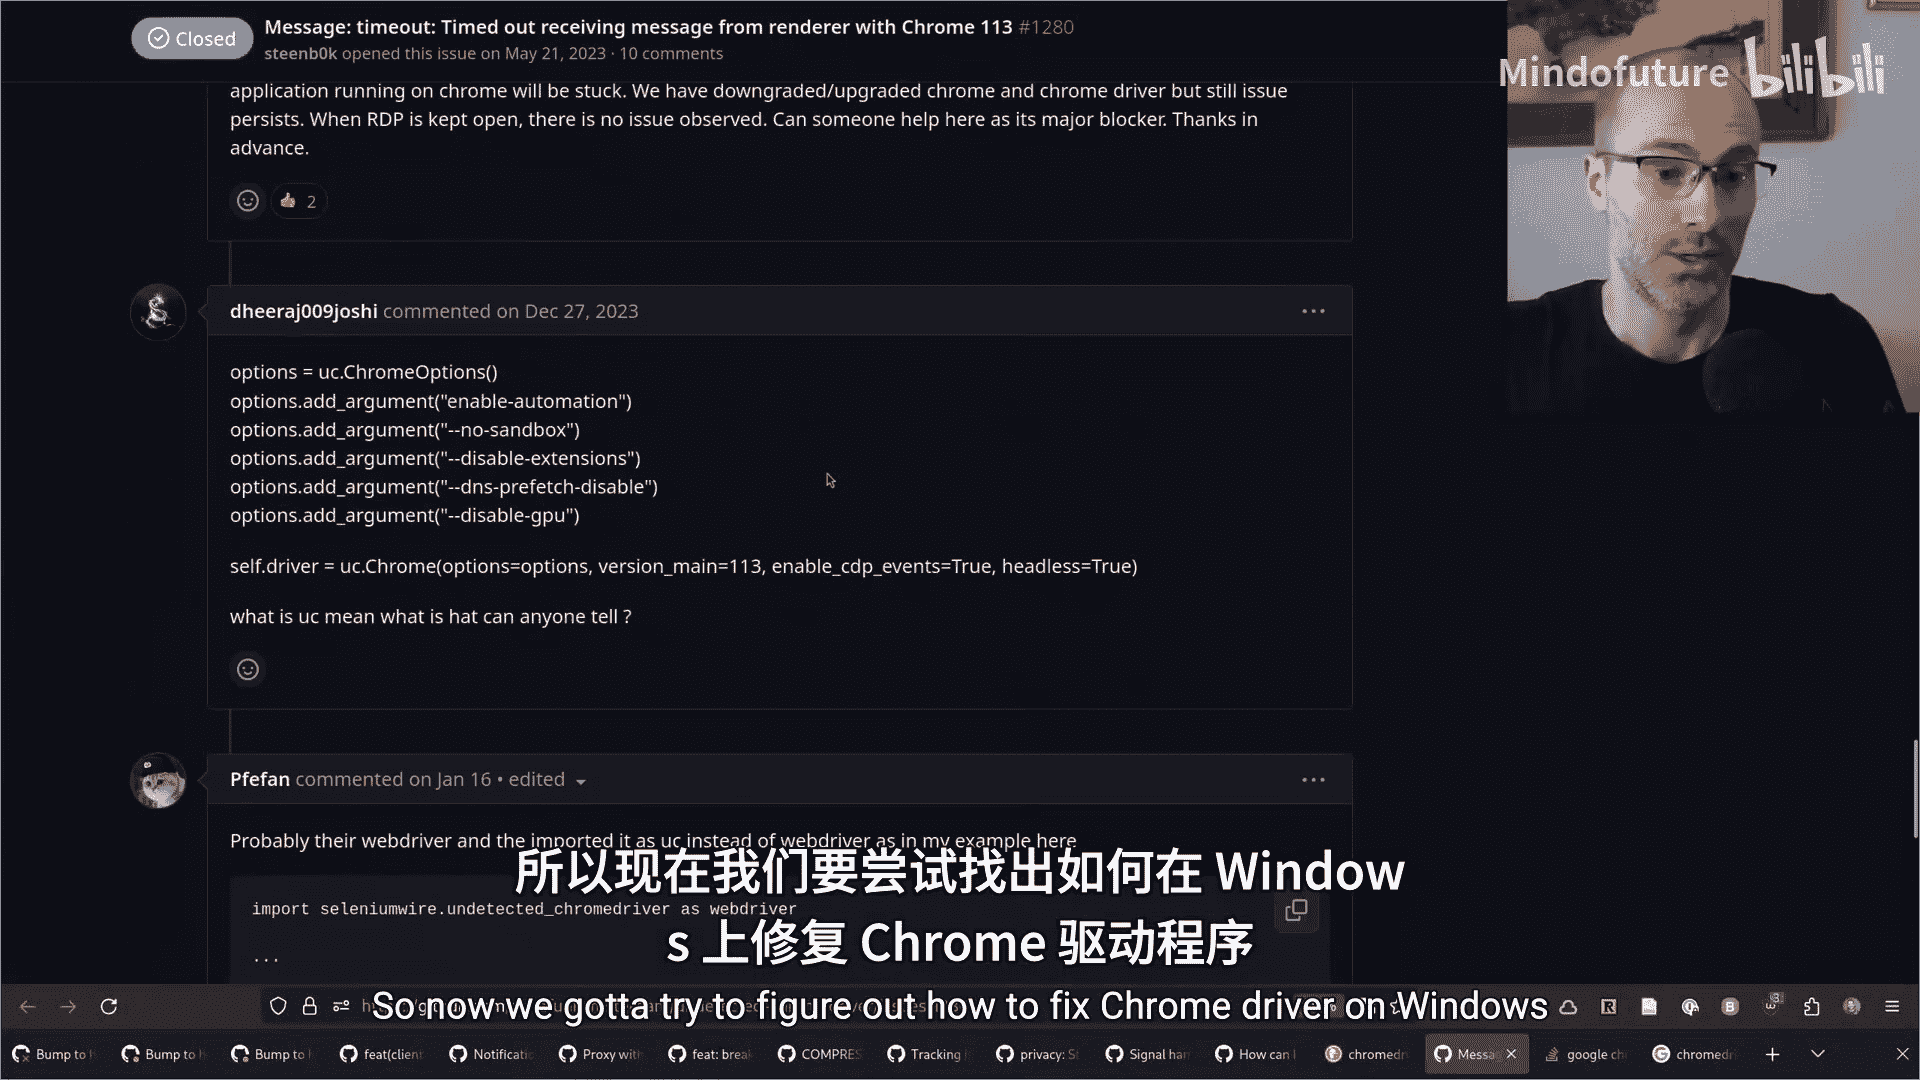 Closed
Message: timeout: Timed out receiving message from renderer with Chrome 113 #1280
steenb0k opened this issue on May 21, 2023 · 10 comments
Mindofuture bilibili
application running on chrome will be stuck. We have downgraded/upgraded chrome and chrome driver but still issue
persists. When RDP is kept open, there is no issue observed. Can someone help here as its major blocker. Thanks in
advance.
2
dheeraj009joshi commented on Dec 27, 2023
options = uc.ChromeOptions()
options.add_argument("enable-automation")
options.add_argument("--no-sandbox")
options.add_argument("--disable-extensions")
options.add_argument("--dns-prefetch-disable")
options.add_argument("--disable-gpu")
self.driver = uc.Chrome(options=options, version_main=113, enable_cdp_events=True, headless=True)
what is uc mean what is hat can anyone tell ?
Pfefan commented on Jan 16 • edited
Probably their webdriver and the imported it as uc instead of webdriver as in my example here
import seleniumwire.undetected_chromedriver as webdriver
...
所以现在我们要尝试找出如何在 Window
s 上修复 Chrome 驱动程序
So now we gotta try to figure out how to fix Chrome driver on Windows
Bump to
Bump to
Bump to
feat(client
Notificati
Proxy with
feat: brea
COMPRES
Tracking
privacy: S
Signal han
How can I
chromedr
Messa
google ch
chromedr